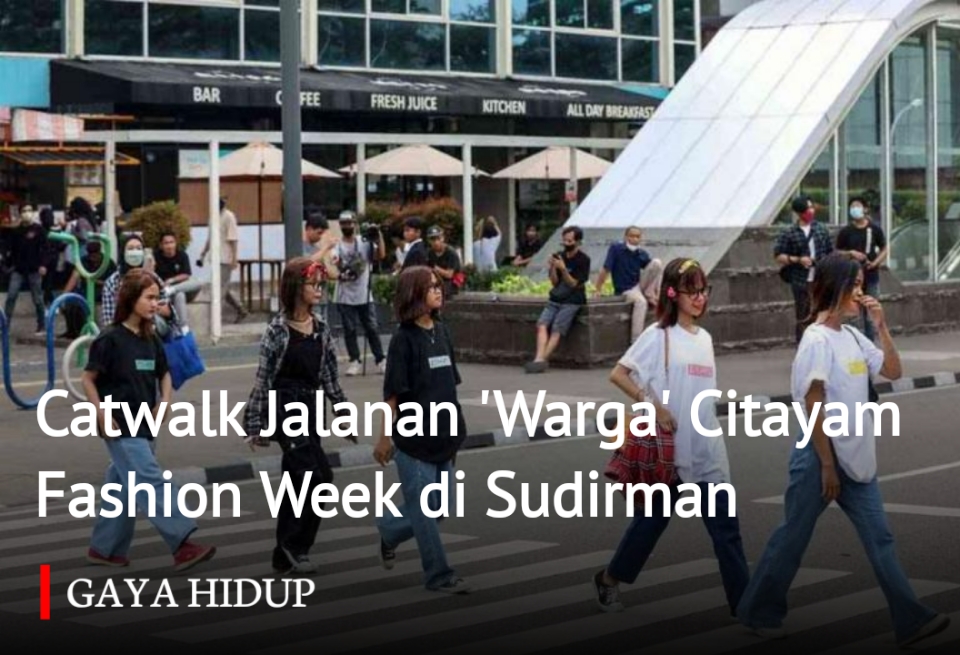 BAR
FRESH JUICE
KITCHEN
ALL DAY BREAKFAST
Catwalk Jalanan 'Warga' Citayam
Fashion Week di Sudirman
GAYA HIDUP